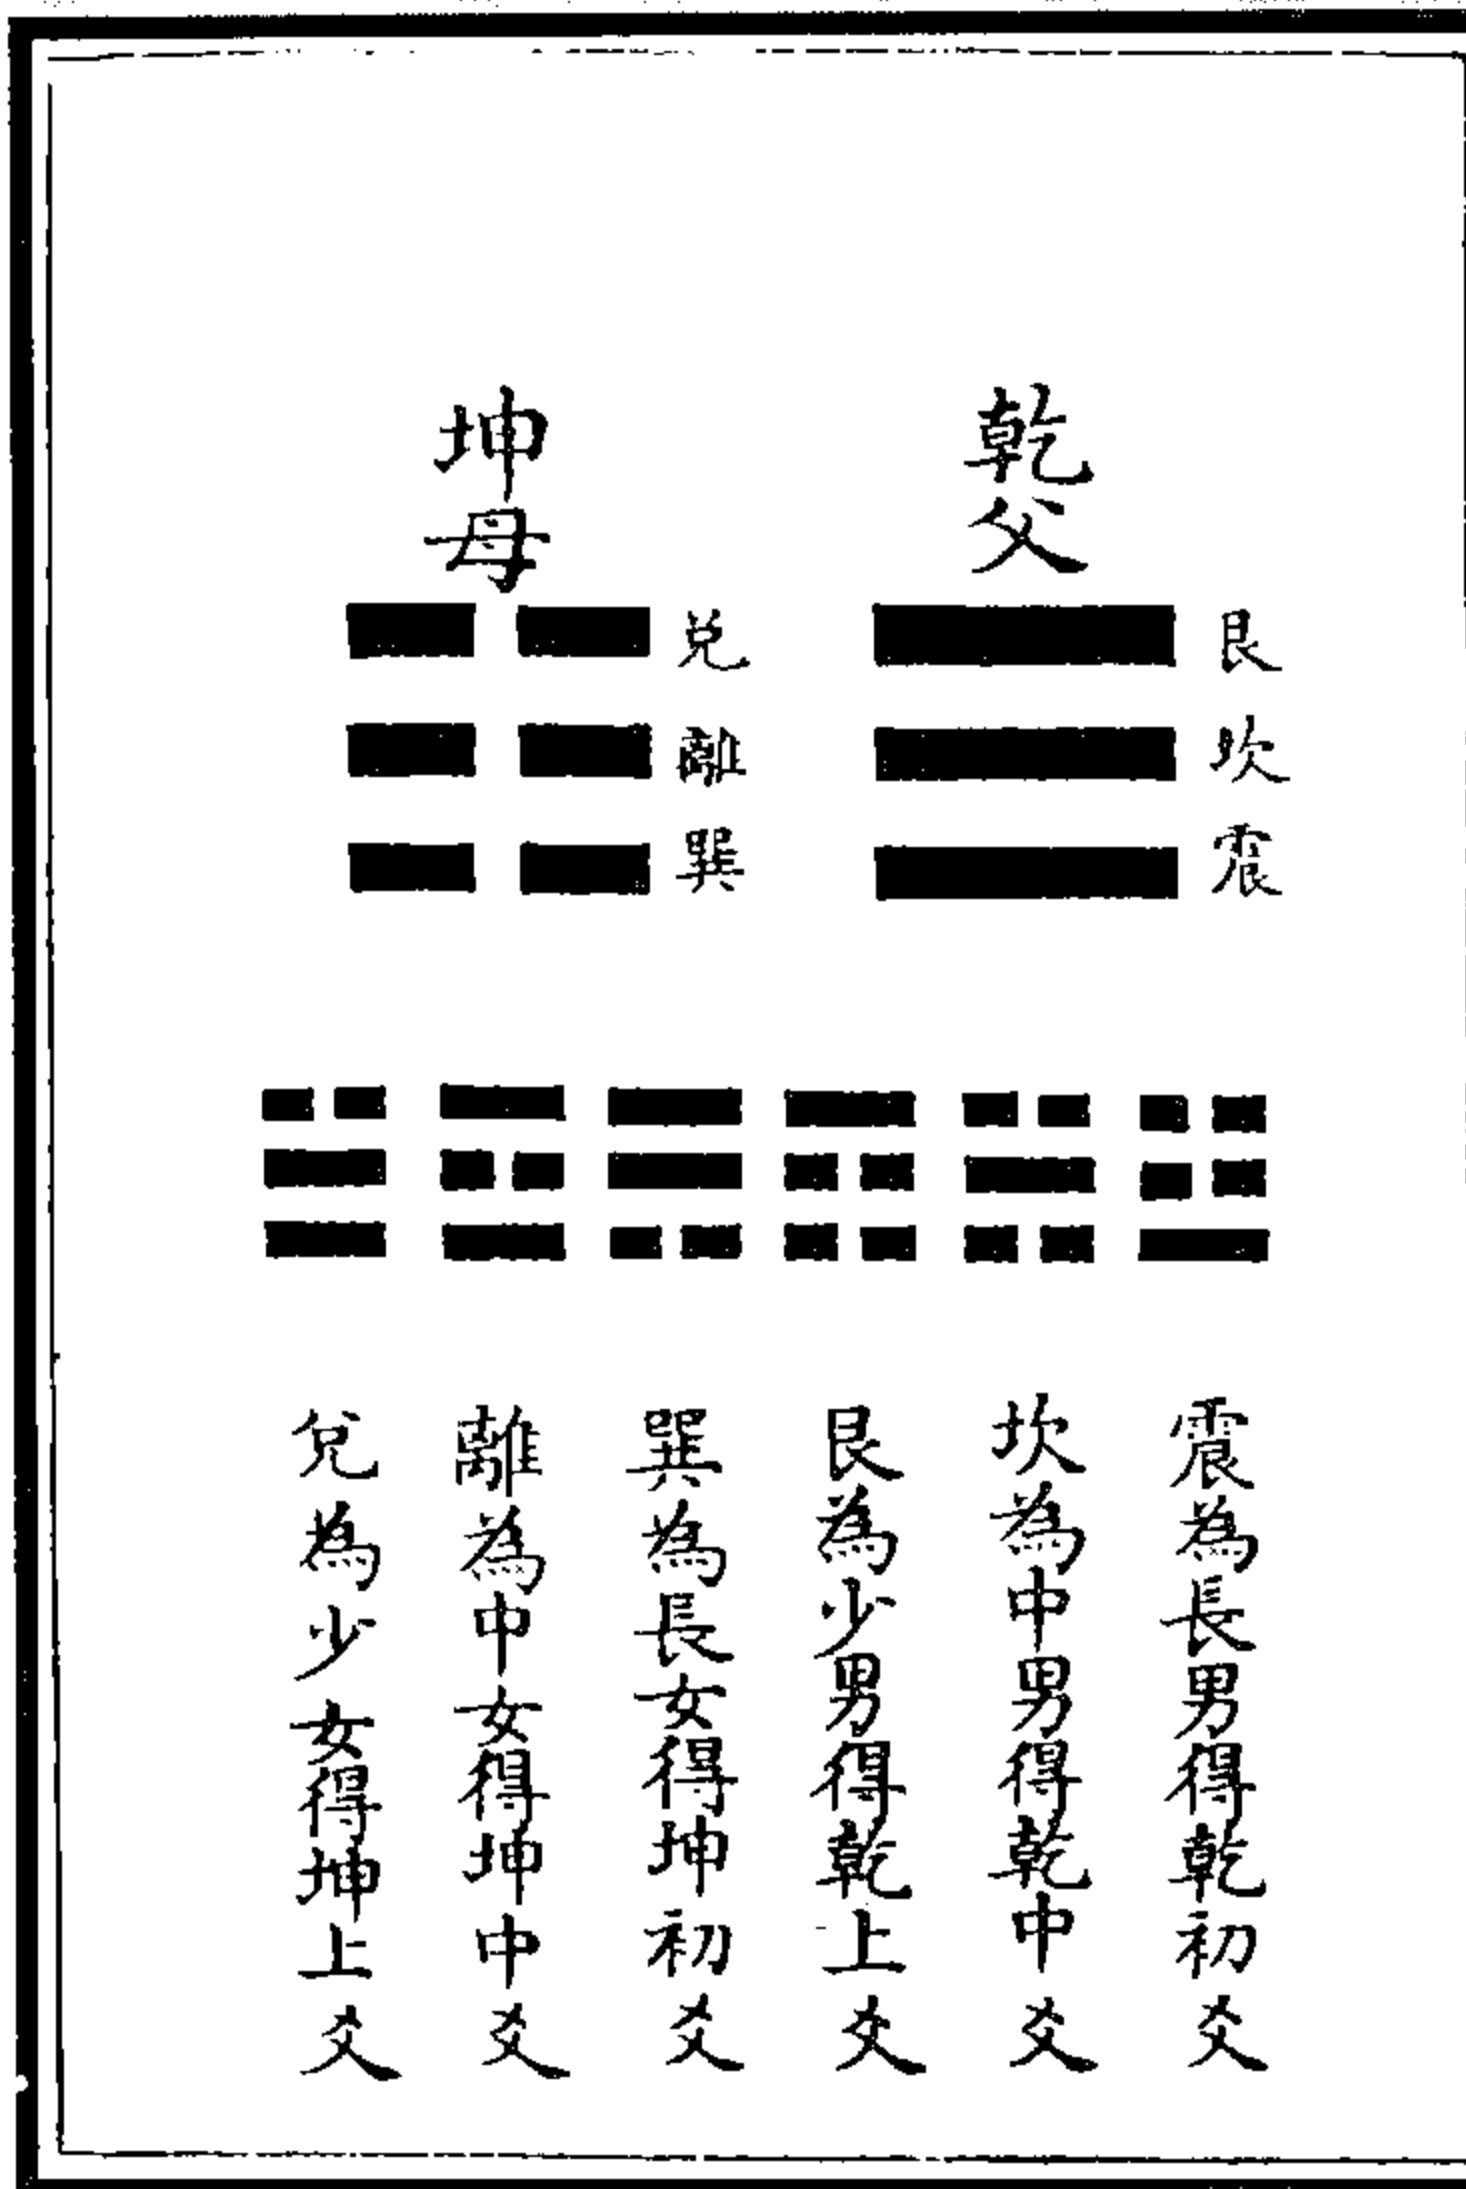 乾父
艮
坎
震
坤母
兌
離
巽
震為長男得乾初爻
坎為中男得乾中爻
艮為少男得乾上爻
巽為長女得坤初爻
離為中女得坤中爻
兌為少女得坤上爻